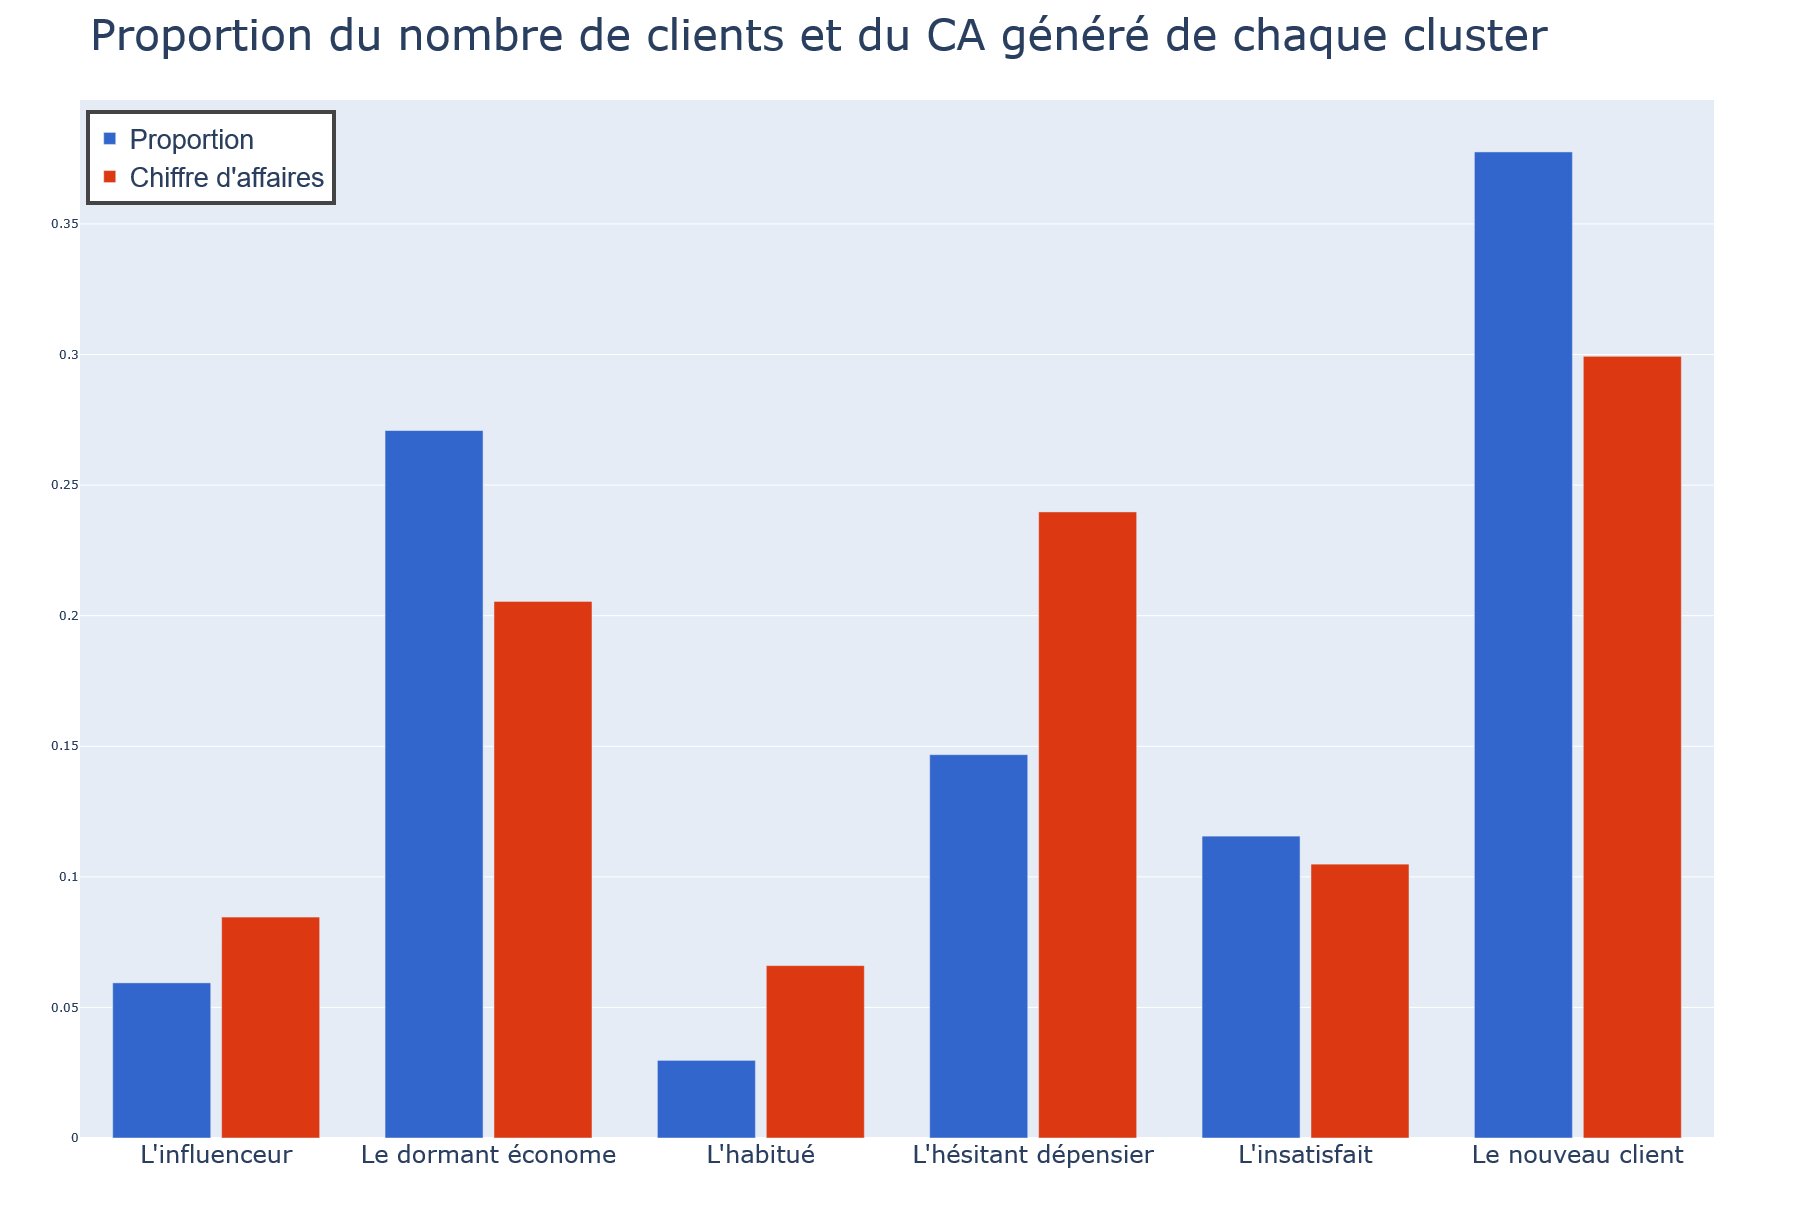 Proportion du nombre de clients et du CA généré de chaque cluster
Proportion
Chiffre d'affaires
0.35
0.3
0.25
0.2
0.15
0.1
0.05
0
L'influenceur Le dormant économe L'habitué L'hésitant dépensier L'insatisfait Le nouveau client